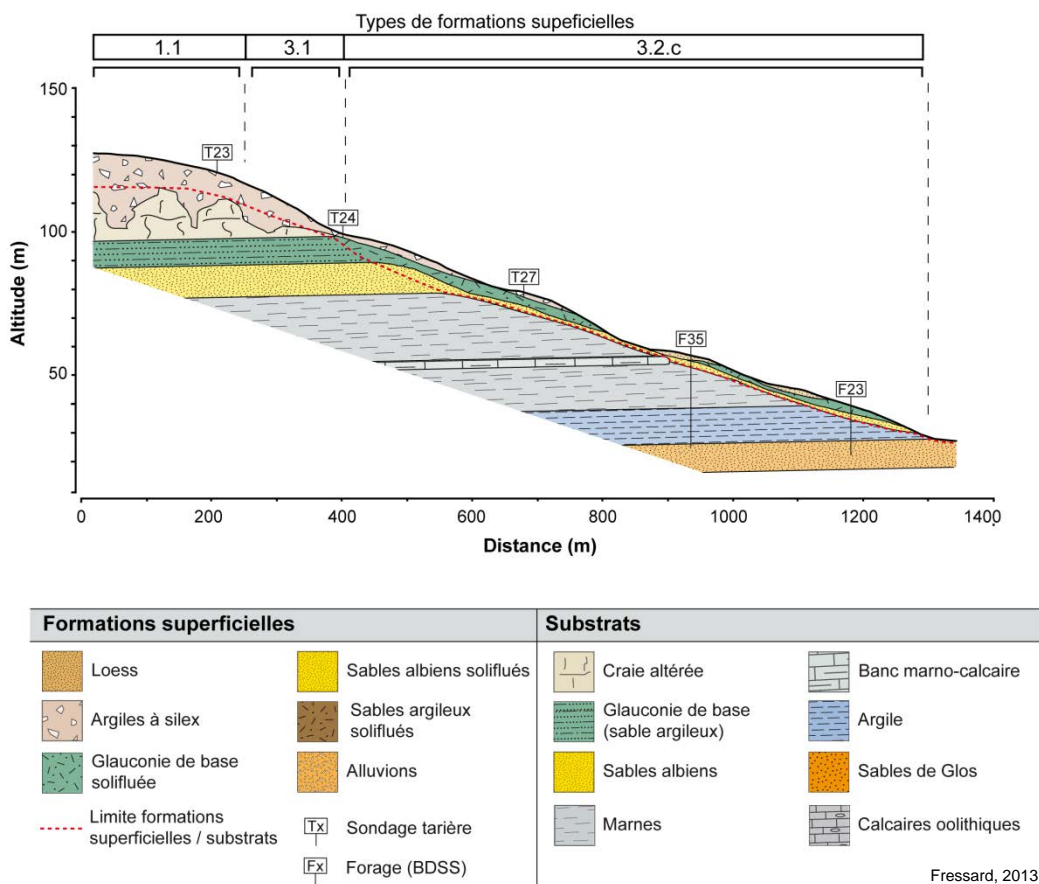 Types de formations supeficielles
1.1 3.1 3.2.c
150
100
50
Altitude (m)
T23
T24
T27
F35
F23
0 200 400 600 800 1000 1200 1400
Distance (m)
Formations superficielles
Loess
Argiles à silex
Glauconie de base
solifluée
Limite formations
superficielles / substrats
Sables albiens soliflués
Sables argileux
soliflués
Alluvions
Tx Sondage tarière
Fx Forage (BDSS)
Substrats
Craie altérée
Glauconie de base
(sable argileux)
Sables albiens
Marnes
Banc marno-calcaire
Argile
Sables de Glos
Calcaires oolithiques
Fressard, 2013